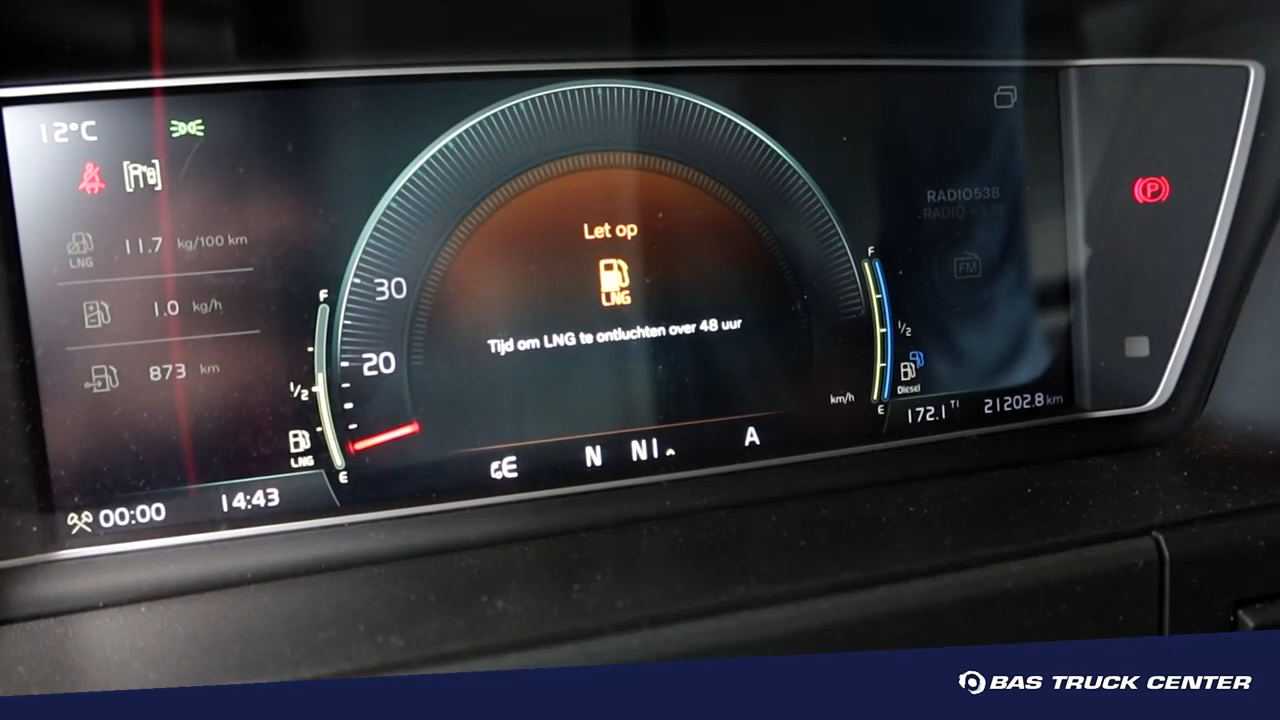 12°C
LNG 11.7 kg/100 km
1.0 kg/h
873 km
00:00 14:43
F
1/2
LNG
E
30
20
Let op
LNG
Tijd om LNG te ontluchten over 48 uur
km/h
N N1 A
RADIO538
FM
F
1/2
Diesel
E
172.1 T1 21202.8 km
P
BAS TRUCK CENTER